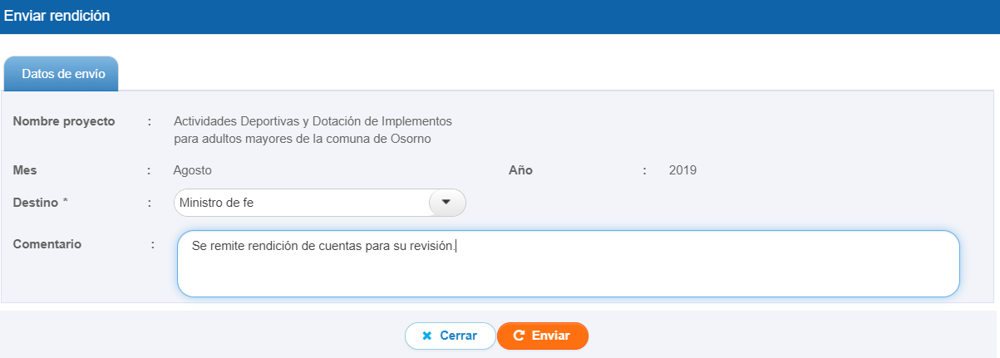 Enviar rendición
Datos de envío
Nombre proyecto : Actividades Deportivas y Dotación de Implementos
para adultos mayores de la comuna de Osorno
Mes : Agosto Año : 2019
Destino * : Ministro de fe
Comentario : Se remite rendición de cuentas para su revisión.
Cerrar Enviar